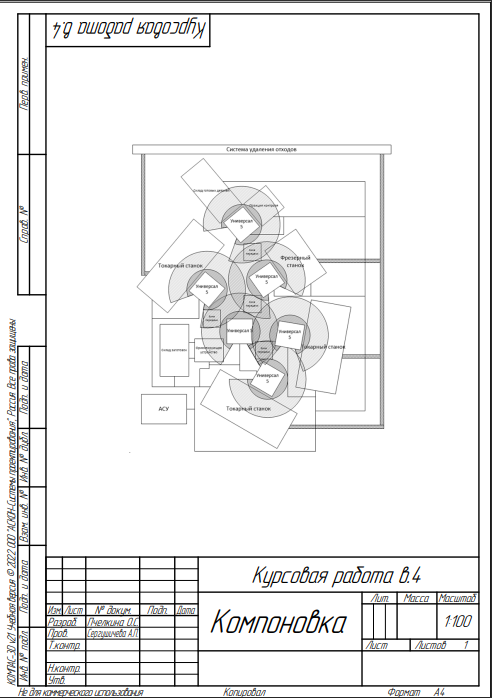 Курсовая работа в.4
Перв. примен.
Справ. №
Подп. и дата
Инв. № дубл.
Взам. инв. №
Подп. и дата
Инв. № подл.
КОМПАС-3D v21 Учебная версия © 2022 ООО "АСКОН-Системы проектирования", Россия. Все права защищены.
Система удаления отходов
Универсал
5
Токарный станок
Фрезерный
станок
Универсал
5
Универсал
5
Универсал 5
Универсал
5
Токарный станок
Универсал
5
АСУ
Токарный станок
Курсовая работа в.4
Изм. Лист № докум. Подп. Дата
Разраб. Пчелкина О.С.
Пров. Сергушичева А.П.
Т.контр.
Н.контр.
Утв.
Компоновка
Лит. Масса Масштаб
1:100
Лист Листов 1
Не для коммерческого использования Копировал Формат A4